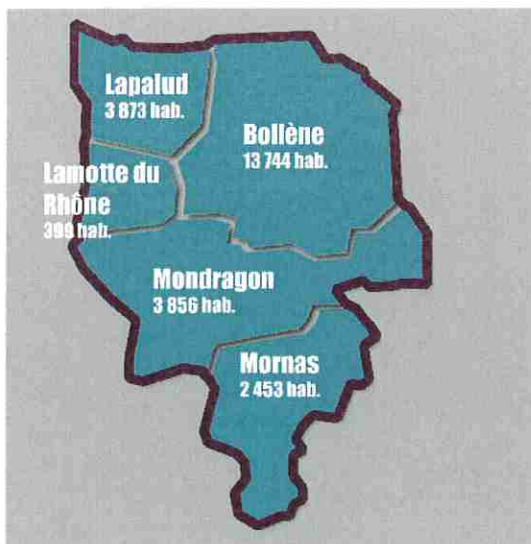 Lapalud
3 873 hab.
Bollène
13 744 hab.
Lamotte du
Rhône
399 hab.
Mondragon
3 856 hab.
Mornas
2 453 hab.